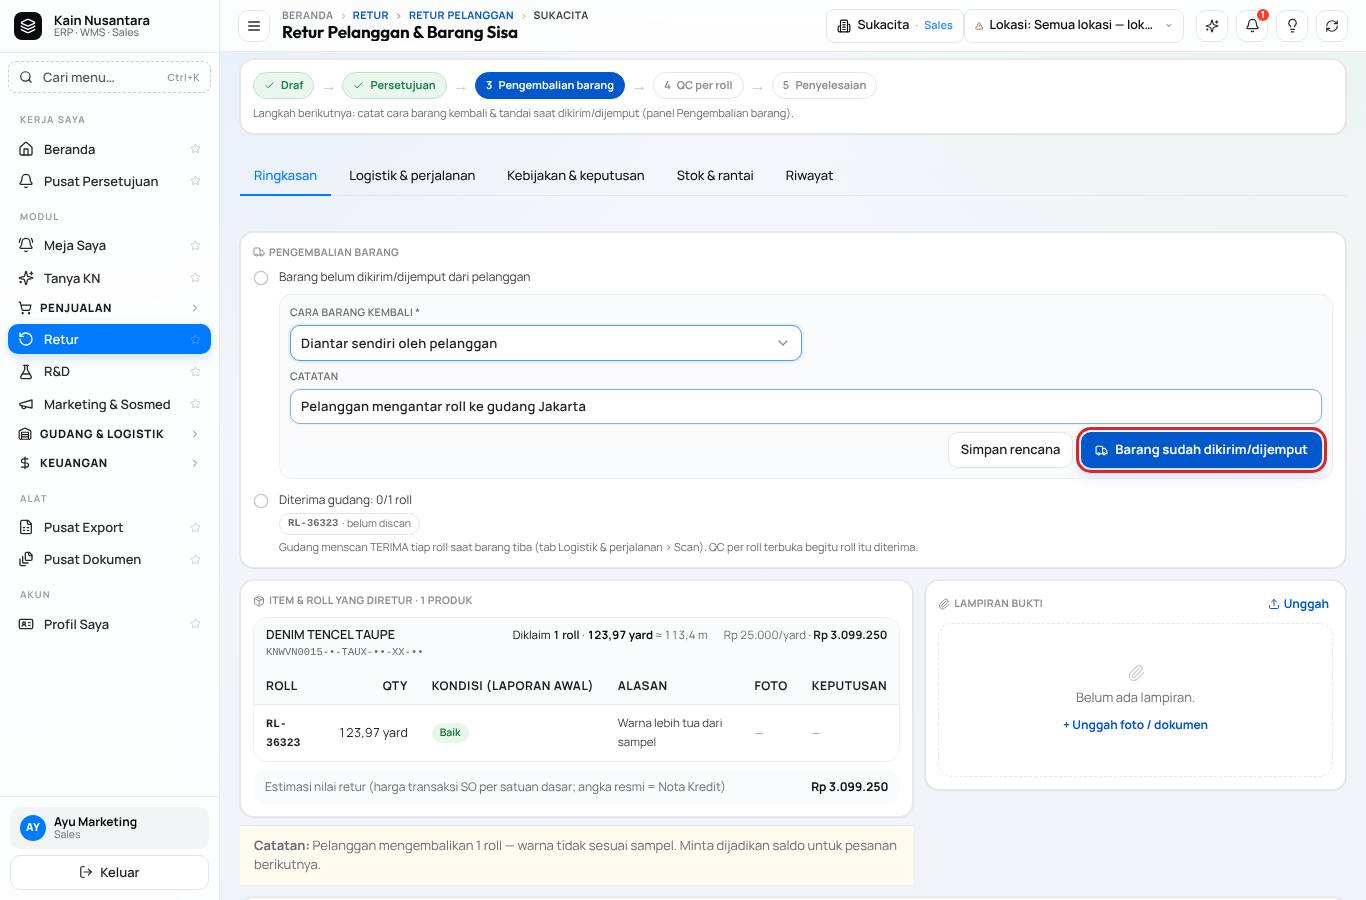 Kain Nusantara
ERP · WMS · Sales
Cari menu...
Ctrl+K
KERJA SAYA
Beranda
Pusat Persetujuan
MODUL
Meja Saya
Tanya KN
PENJUALAN
Retur
R&D
Marketing & Sosmed
GUDANG & LOGISTIK
KEUANGAN
ALAT
Pusat Export
Pusat Dokumen
AKUN
Profil Saya
AY
Ayu Marketing
Sales
Keluar
BERANDA › RETUR › RETUR PELANGGAN › SUKACITA
Retur Pelanggan & Barang Sisa
Sukacita · Sales
Lokasi: Semua lokasi — lok...
1
Draf → Persetujuan → 3 Pengembalian barang → 4 QC per roll → 5 Penyelesaian
Langkah berikutnya: catat cara barang kembali & tandai saat dikirim/dijemput (panel Pengembalian barang).
Ringkasan
Logistik & perjalanan
Kebijakan & keputusan
Stok & rantai
Riwayat
PENGEMBALIAN BARANG
Barang belum dikirim/dijemput dari pelanggan
CARA BARANG KEMBALI *
Diantar sendiri oleh pelanggan
CATATAN
Pelanggan mengantar roll ke gudang Jakarta
Simpan rencana
Barang sudah dikirim/dijemput
Diterima gudang: 0/1 roll
RL-36323 · belum discan
Gudang menscan TERIMA tiap roll saat barang tiba (tab Logistik & perjalanan › Scan). QC per roll terbuka begitu roll itu diterima.
ITEM & ROLL YANG DIRETUR · 1 PRODUK
DENIM TENCEL TAUPE
Diklaim 1 roll · 123,97 yard ≈ 113,4 m
Rp 25.000/yard · Rp 3.099.250
KNWVN0015-•-TAUX-••-XX-••
ROLL QTY KONDISI (LAPORAN AWAL) ALASAN FOTO KEPUTUSAN
RL-36323 123,97 yard Baik Warna lebih tua dari sampel — —
Estimasi nilai retur (harga transaksi SO per satuan dasar; angka resmi = Nota Kredit)
Rp 3.099.250
Catatan: Pelanggan mengembalikan 1 roll — warna tidak sesuai sampel. Minta dijadikan saldo untuk pesanan
berikutnya.
LAMPIRAN BUKTI
Unggah
Belum ada lampiran.
+ Unggah foto / dokumen